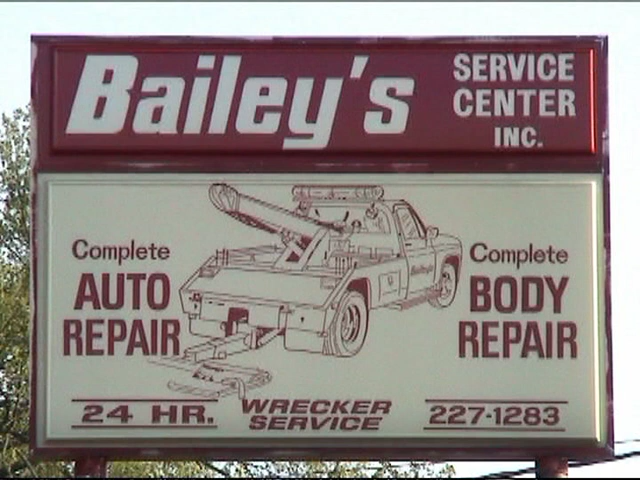 Bailey's
SERVICE
CENTER
INC.
Complete
AUTO
REPAIR
Complete
BODY
REPAIR
24 HR.
WRECKER
SERVICE
227-1283